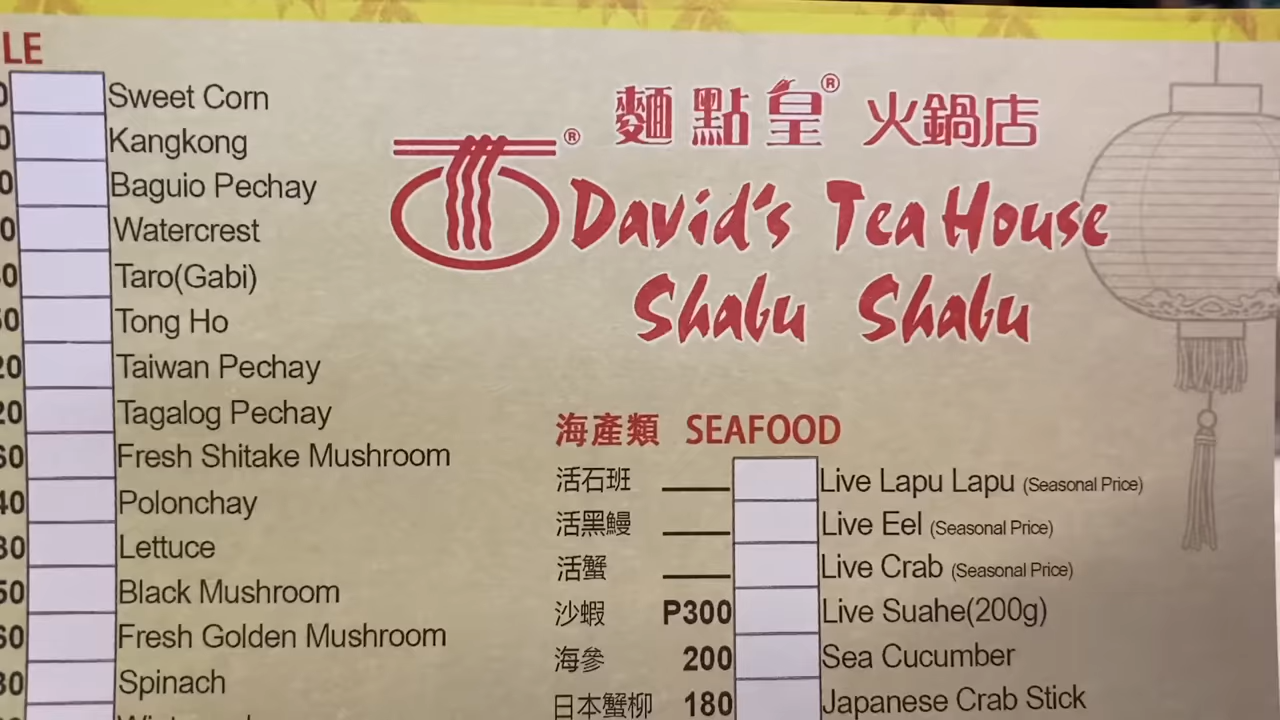 LE
Sweet Corn
Kangkong
Baguio Pechay
Watercrest
Taro(Gabi)
Tong Ho
Taiwan Pechay
Tagalog Pechay
Fresh Shitake Mushroom
Polonchay
Lettuce
Black Mushroom
Fresh Golden Mushroom
Spinach
麵點皇® 火鍋店
®
David's Tea House
Shabu Shabu
海產類 SEAFOOD
活石班 Live Lapu Lapu (Seasonal Price)
活黑鰻 Live Eel (Seasonal Price)
活蟹 Live Crab (Seasonal Price)
沙蝦 P300 Live Suahe(200g)
海參 200 Sea Cucumber
日本蟹柳 180 Japanese Crab Stick